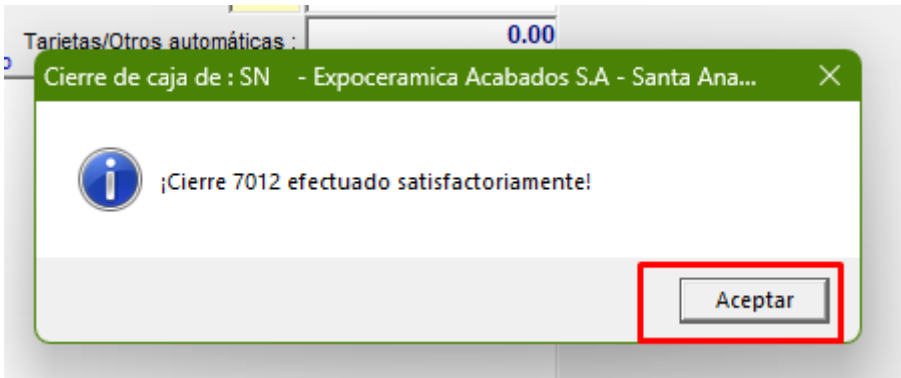 Tarjetas/Otros automáticas :
0.00
Cierre de caja de : SN - Expoceramica Acabados S.A - Santa Ana...
¡Cierre 7012 efectuado satisfactoriamente!
Aceptar